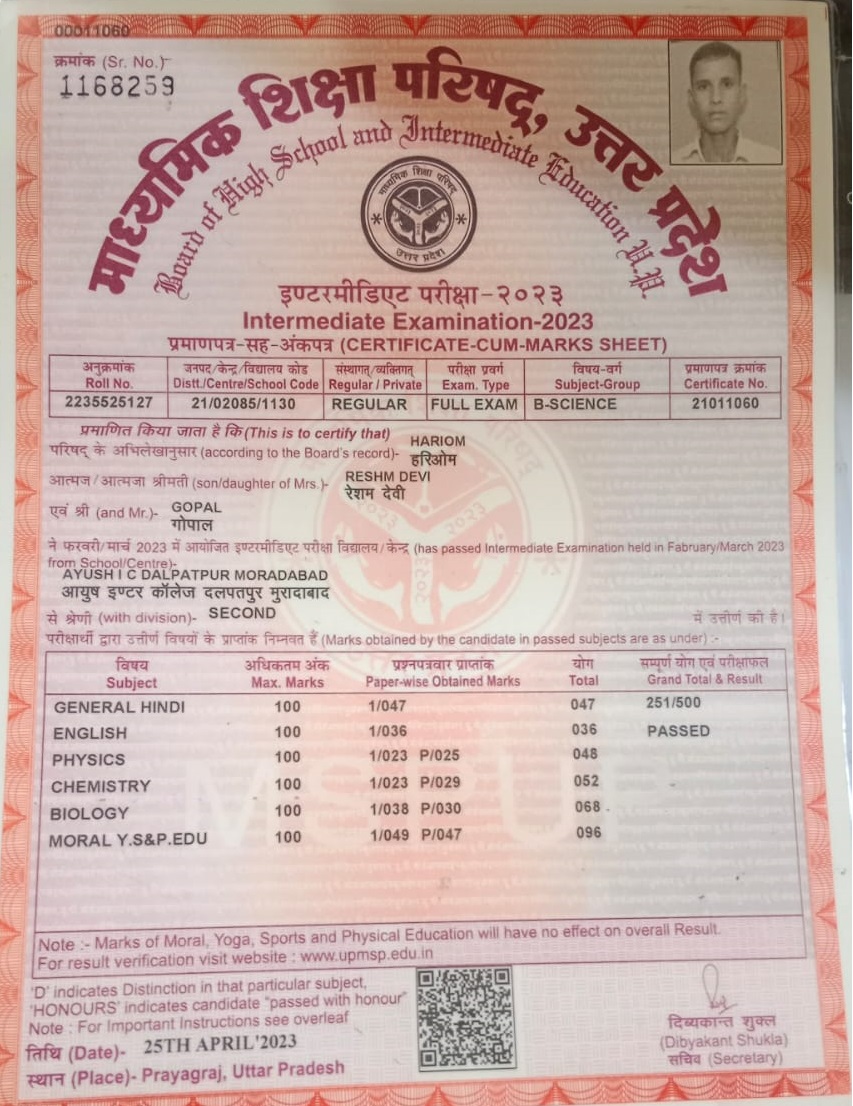 00011060
क्रमांक (Sr. No.)-
1168259
माध्यमिक शिक्षा परिषद्, उत्तर प्रदेश
Board of High School and Intermediate Education U.P.
माध्यमिक शिक्षा परिषद्
उत्तर प्रदेश
इण्टरमीडिएट परीक्षा-२०२३
Intermediate Examination-2023
प्रमाणपत्र-सह-अंकपत्र (CERTIFICATE-CUM-MARKS SHEET)
अनुक्रमांक जनपद/केन्द्र/विद्यालय कोड संस्थागत/व्यक्तिगत परीक्षा प्रवर्ग विषय-वर्ग प्रमाणपत्र क्रमांक
Roll No. Distt./Centre/School Code Regular / Private Exam. Type Subject-Group Certificate No.
2235525127 21/02085/1130 REGULAR FULL EXAM B-SCIENCE 21011060
प्रमाणित किया जाता है कि (This is to certify that)
परिषद् के अभिलेखानुसार (according to the Board's record)- HARIOM
हरिओम
आत्मज/आत्मजा श्रीमती (son/daughter of Mrs.)- RESHM DEVI
रेशम देवी
एवं श्री (and Mr.)- GOPAL
गोपाल
ने फरवरी/मार्च 2023 में आयोजित इण्टरमीडिएट परीक्षा विद्यालय/केन्द्र (has passed Intermediate Examination held in Fabruary/March 2023
from School/Centre)-
AYUSH I C DALPATPUR MORADABAD
आयुष इण्टर कॉलेज दलपतपुर मुरादाबाद
से श्रेणी (with division)- SECOND में उत्तीर्ण की है।
परीक्षार्थी द्वारा उत्तीर्ण विषयों के प्राप्तांक निम्नवत हैं (Marks obtained by the candidate in passed subjects are as under) :-
विषय अधिकतम अंक प्रश्नपत्रवार प्राप्तांक योग सम्पूर्ण योग एवं परीक्षाफल
Subject Max. Marks Paper-wise Obtained Marks Total Grand Total & Result
GENERAL HINDI 100 1/047 047 251/500
ENGLISH 100 1/036 036 PASSED
PHYSICS 100 1/023 P/025 048
CHEMISTRY 100 1/023 P/029 052
BIOLOGY 100 1/038 P/030 068
MORAL Y.S&P.EDU 100 1/049 P/047 096
MSPUP
Note :- Marks of Moral, Yoga, Sports and Physical Education will have no effect on overall Result.
For result verification visit website : www.upmsp.edu.in
'D' indicates Distinction in that particular subject,
'HONOURS' indicates candidate "passed with honour"
Note : For Important Instructions see overleaf
तिथि (Date)- 25TH APRIL'2023
स्थान (Place)- Prayagraj, Uttar Pradesh
दिब्यकान्त शुक्ल
(Dibyakant Shukla)
सचिव (Secretary)